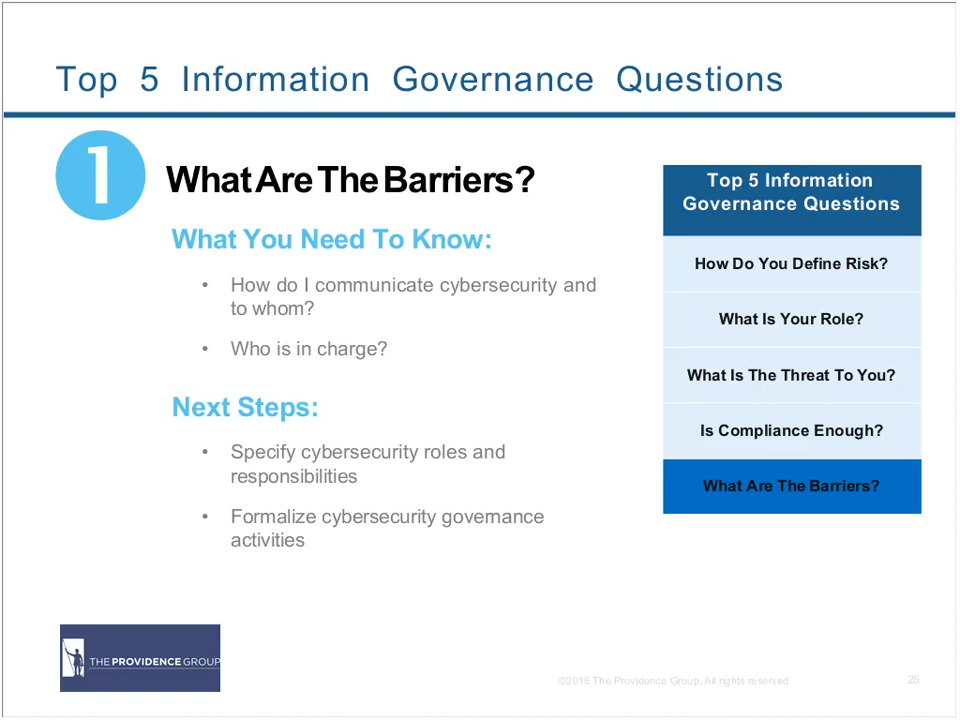 Top 5 Information Governance Questions
1
What Are The Barriers?
What You Need To Know:
• How do I communicate cybersecurity and
to whom?
• Who is in charge?
Next Steps:
• Specify cybersecurity roles and
responsibilities
• Formalize cybersecurity governance
activities
Top 5 Information
Governance Questions
How Do You Define Risk?
What Is Your Role?
What Is The Threat To You?
Is Compliance Enough?
What Are The Barriers?
THE PROVIDENCE GROUP
©2016 The Providence Group, All rights reserved
25